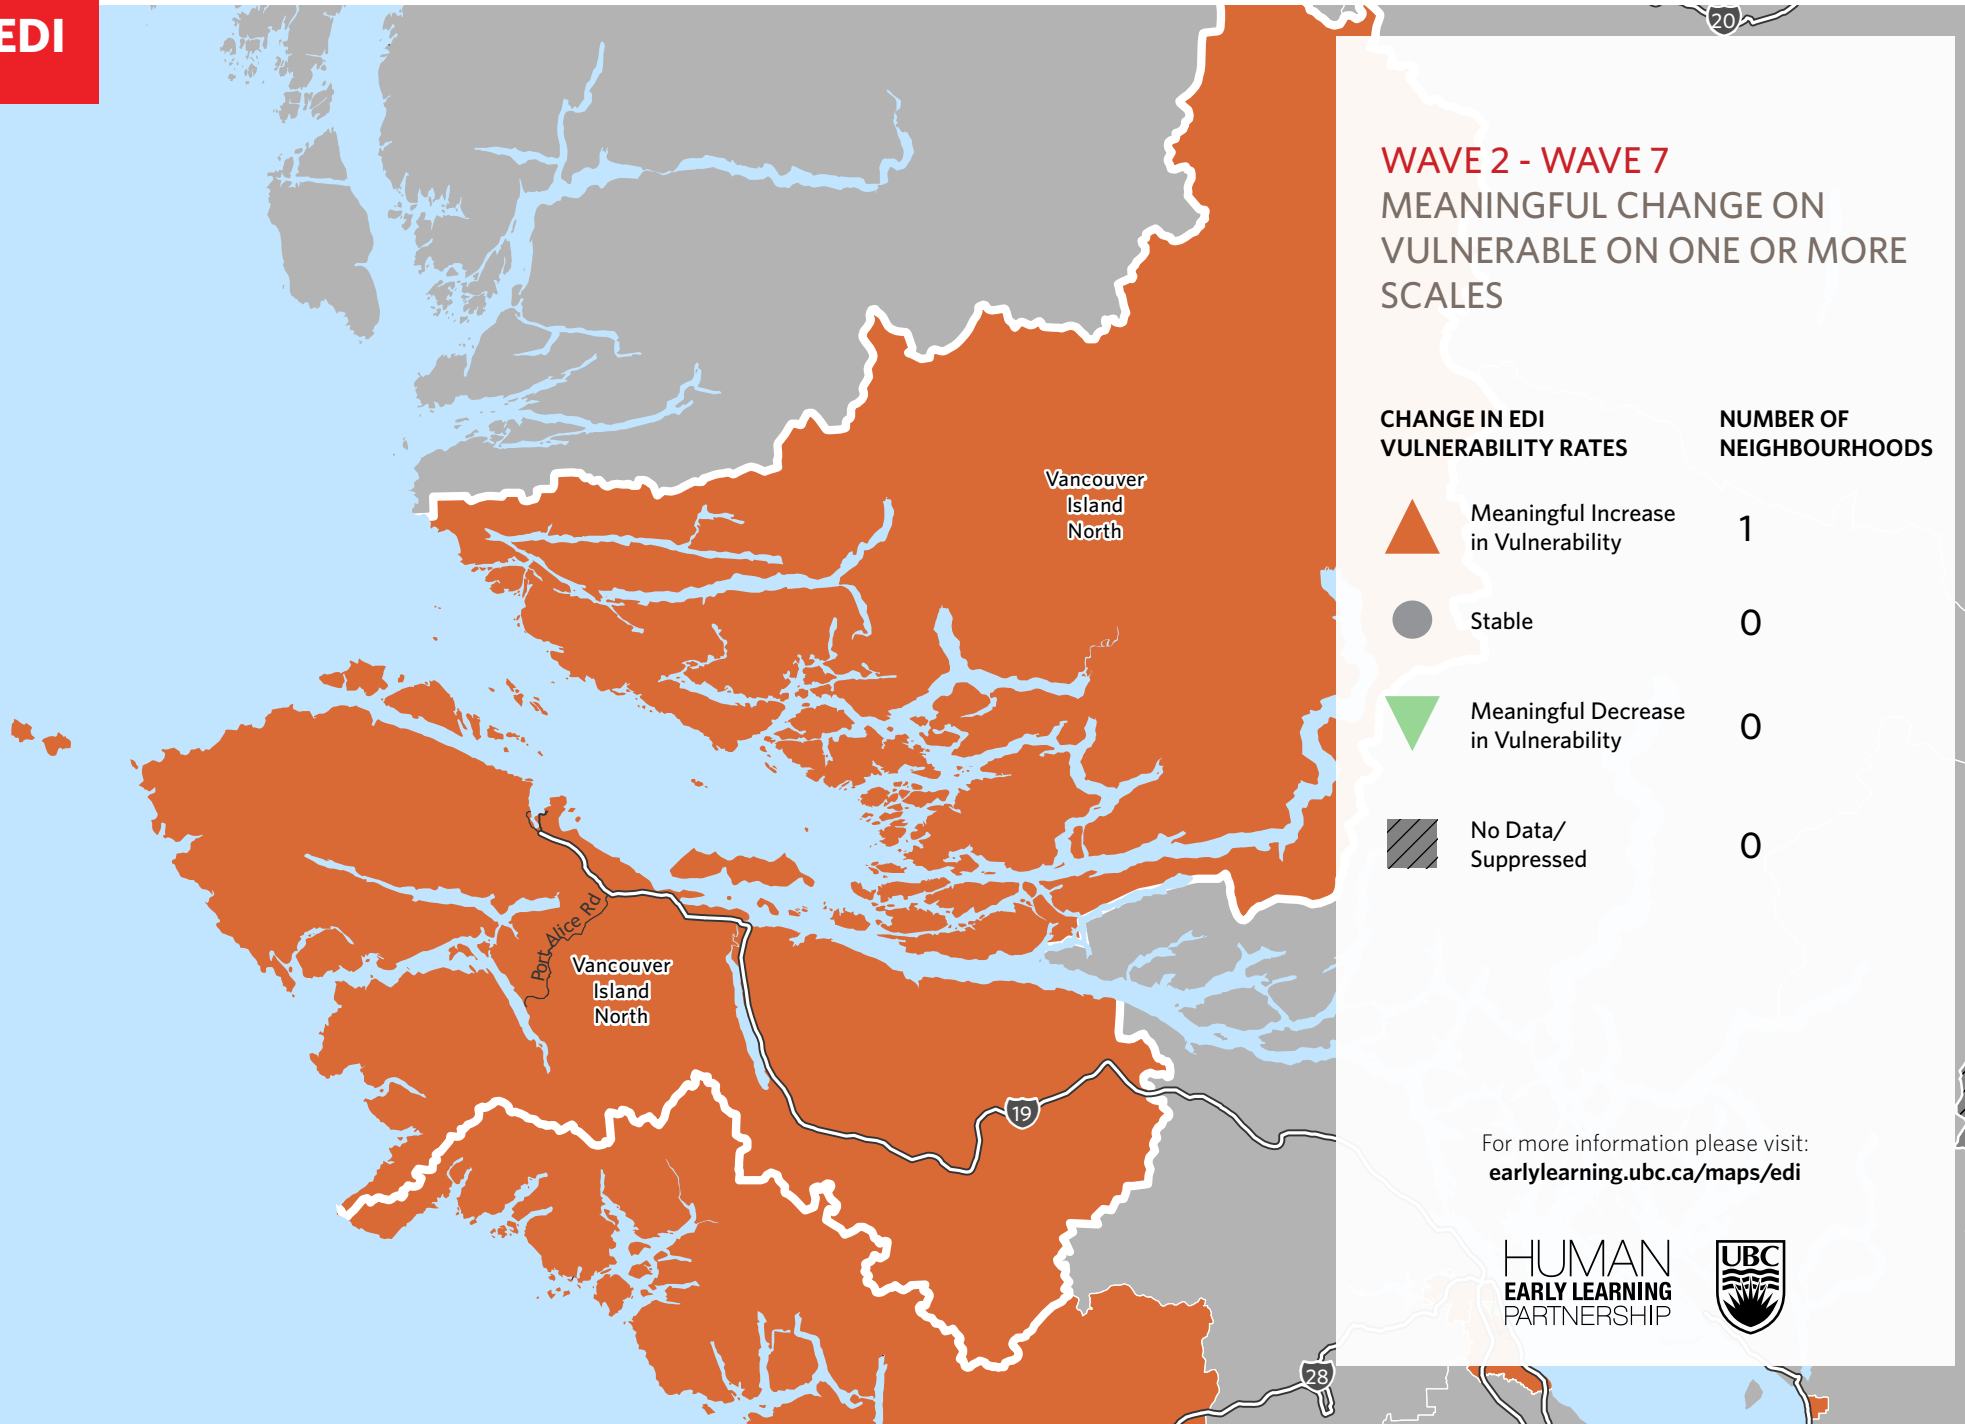 EDI
20
WAVE 2 - WAVE 7
MEANINGFUL CHANGE ON
VULNERABLE ON ONE OR MORE
SCALES
CHANGE IN EDI
VULNERABILITY RATES
NUMBER OF
NEIGHBOURHOODS
Meaningful Increase
in Vulnerability
1
Stable
0
Meaningful Decrease
in Vulnerability
0
No Data/
Suppressed
0
Vancouver
Island
North
Port Alice Rd
Vancouver
Island
North
19
28
For more information please visit:
earlylearning.ubc.ca/maps/edi
HUMAN
EARLY LEARNING
PARTNERSHIP
UBC